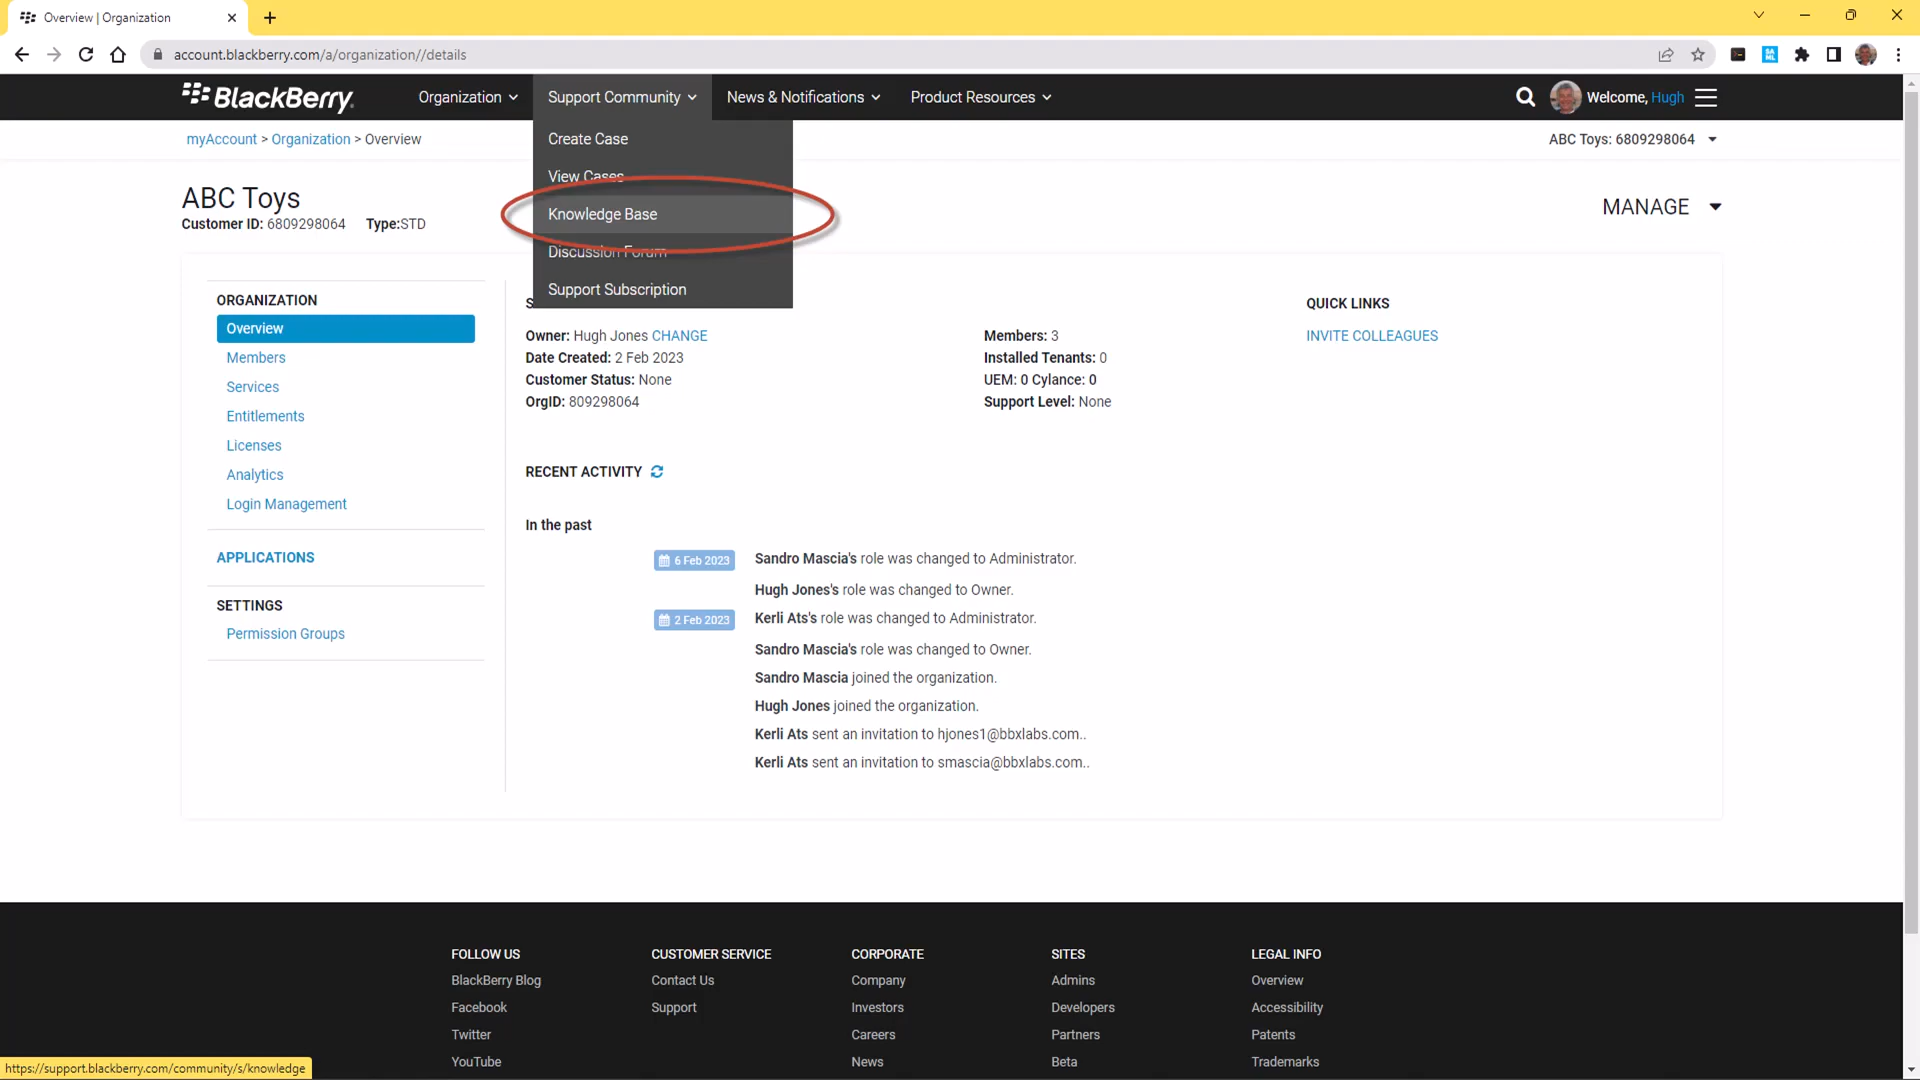 Overview | Organization
account.blackberry.com/a/organization//details
BlackBerry
Organization
Support Community
News & Notifications
Product Resources
Welcome, Hugh
myAccount > Organization > Overview
ABC Toys: 6809298064
Create Case
View Cases
Knowledge Base
Discussion Forum
Support Subscription
ABC Toys
Customer ID: 6809298064 Type:STD
MANAGE
ORGANIZATION
Overview
Members
Services
Entitlements
Licenses
Analytics
Login Management
APPLICATIONS
SETTINGS
Permission Groups
S
Owner: Hugh Jones CHANGE
Date Created: 2 Feb 2023
Customer Status: None
OrgID: 809298064
Members: 3
Installed Tenants: 0
UEM: 0 Cylance: 0
Support Level: None
QUICK LINKS
INVITE COLLEAGUES
RECENT ACTIVITY
In the past
6 Feb 2023
Sandro Mascia's role was changed to Administrator.
Hugh Jones's role was changed to Owner.
2 Feb 2023
Kerli Ats's role was changed to Administrator.
Sandro Mascia's role was changed to Owner.
Sandro Mascia joined the organization.
Hugh Jones joined the organization.
Kerli Ats sent an invitation to hjones1@bbxlabs.com..
Kerli Ats sent an invitation to smascia@bbxlabs.com..
FOLLOW US
BlackBerry Blog
Facebook
Twitter
YouTube
CUSTOMER SERVICE
Contact Us
Support
CORPORATE
Company
Investors
Careers
News
SITES
Admins
Developers
Partners
Beta
LEGAL INFO
Overview
Accessibility
Patents
Trademarks
https://support.blackberry.com/community/s/knowledge